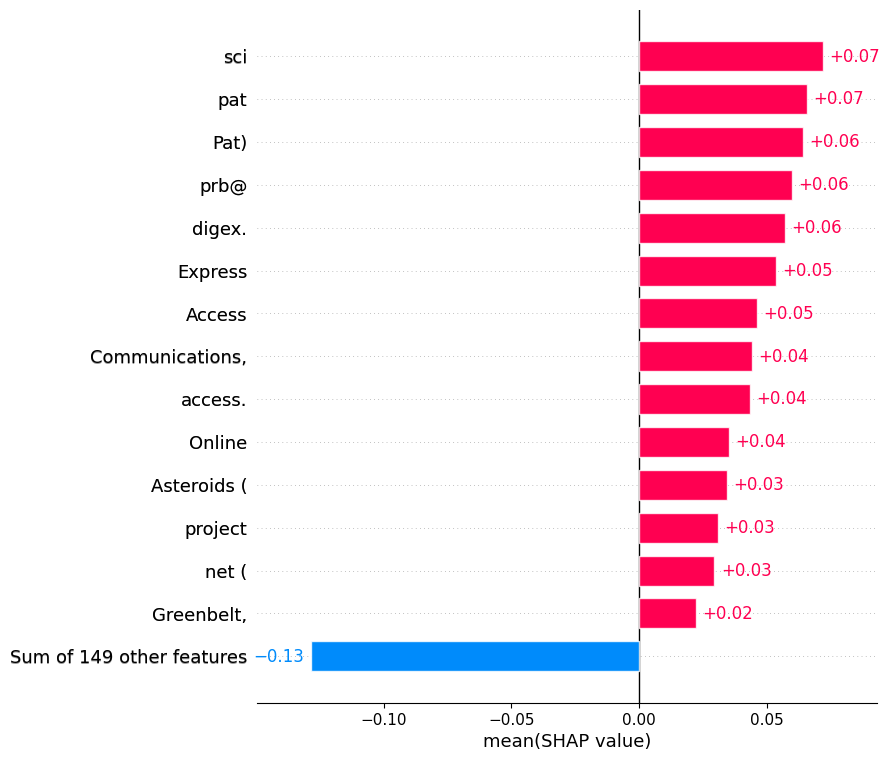 sci +0.07
pat +0.07
Pat) +0.06
prb@ +0.06
digex. +0.06
Express +0.05
Access +0.05
Communications, +0.04
access. +0.04
Online +0.04
Asteroids ( +0.03
project +0.03
net ( +0.03
Greenbelt, +0.02
Sum of 149 other features −0.13
−0.10 −0.05 0.00 0.05
mean(SHAP value)